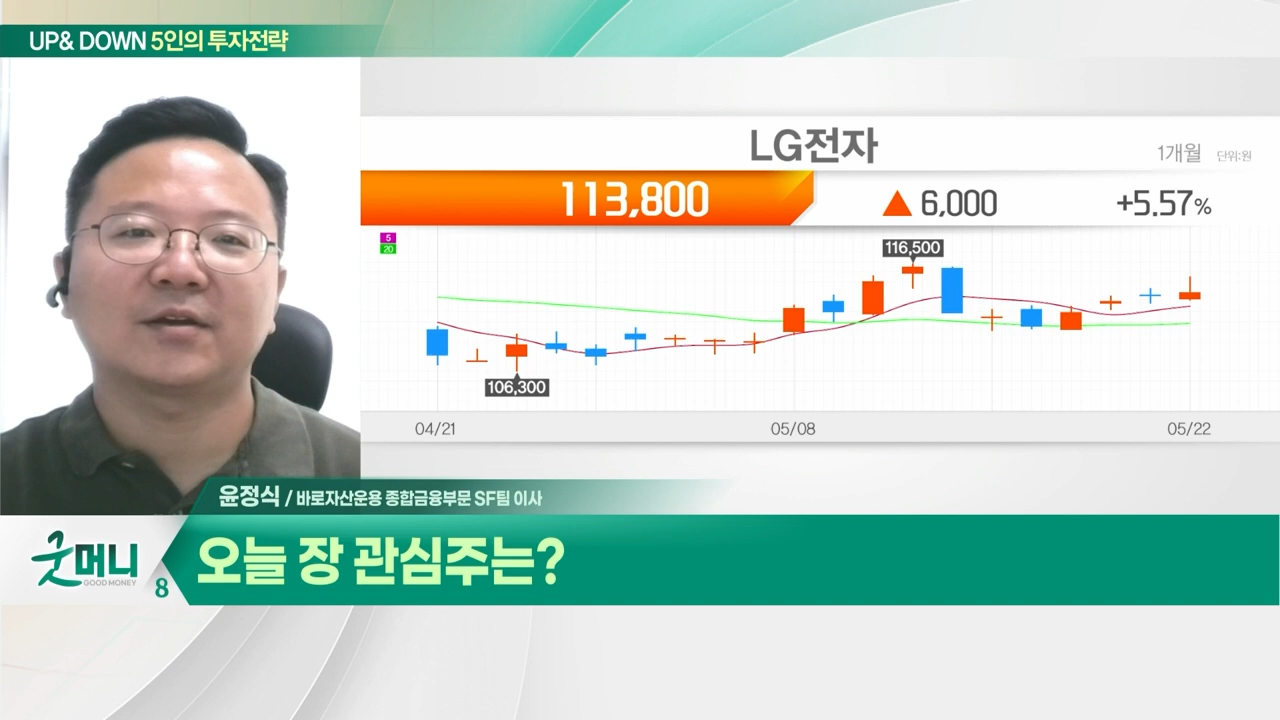 UP& DOWN 5인의 투자전략
LG전자
1개월 단위:원
113,800 ▲ 6,000 +5.57%
5
20
116,500
106,300
04/21 05/08 05/22
윤정식 / 바로자산운용 종합금융부문 SF팀 이사
굿머니
GOOD MONEY
8
오늘 장 관심주는?